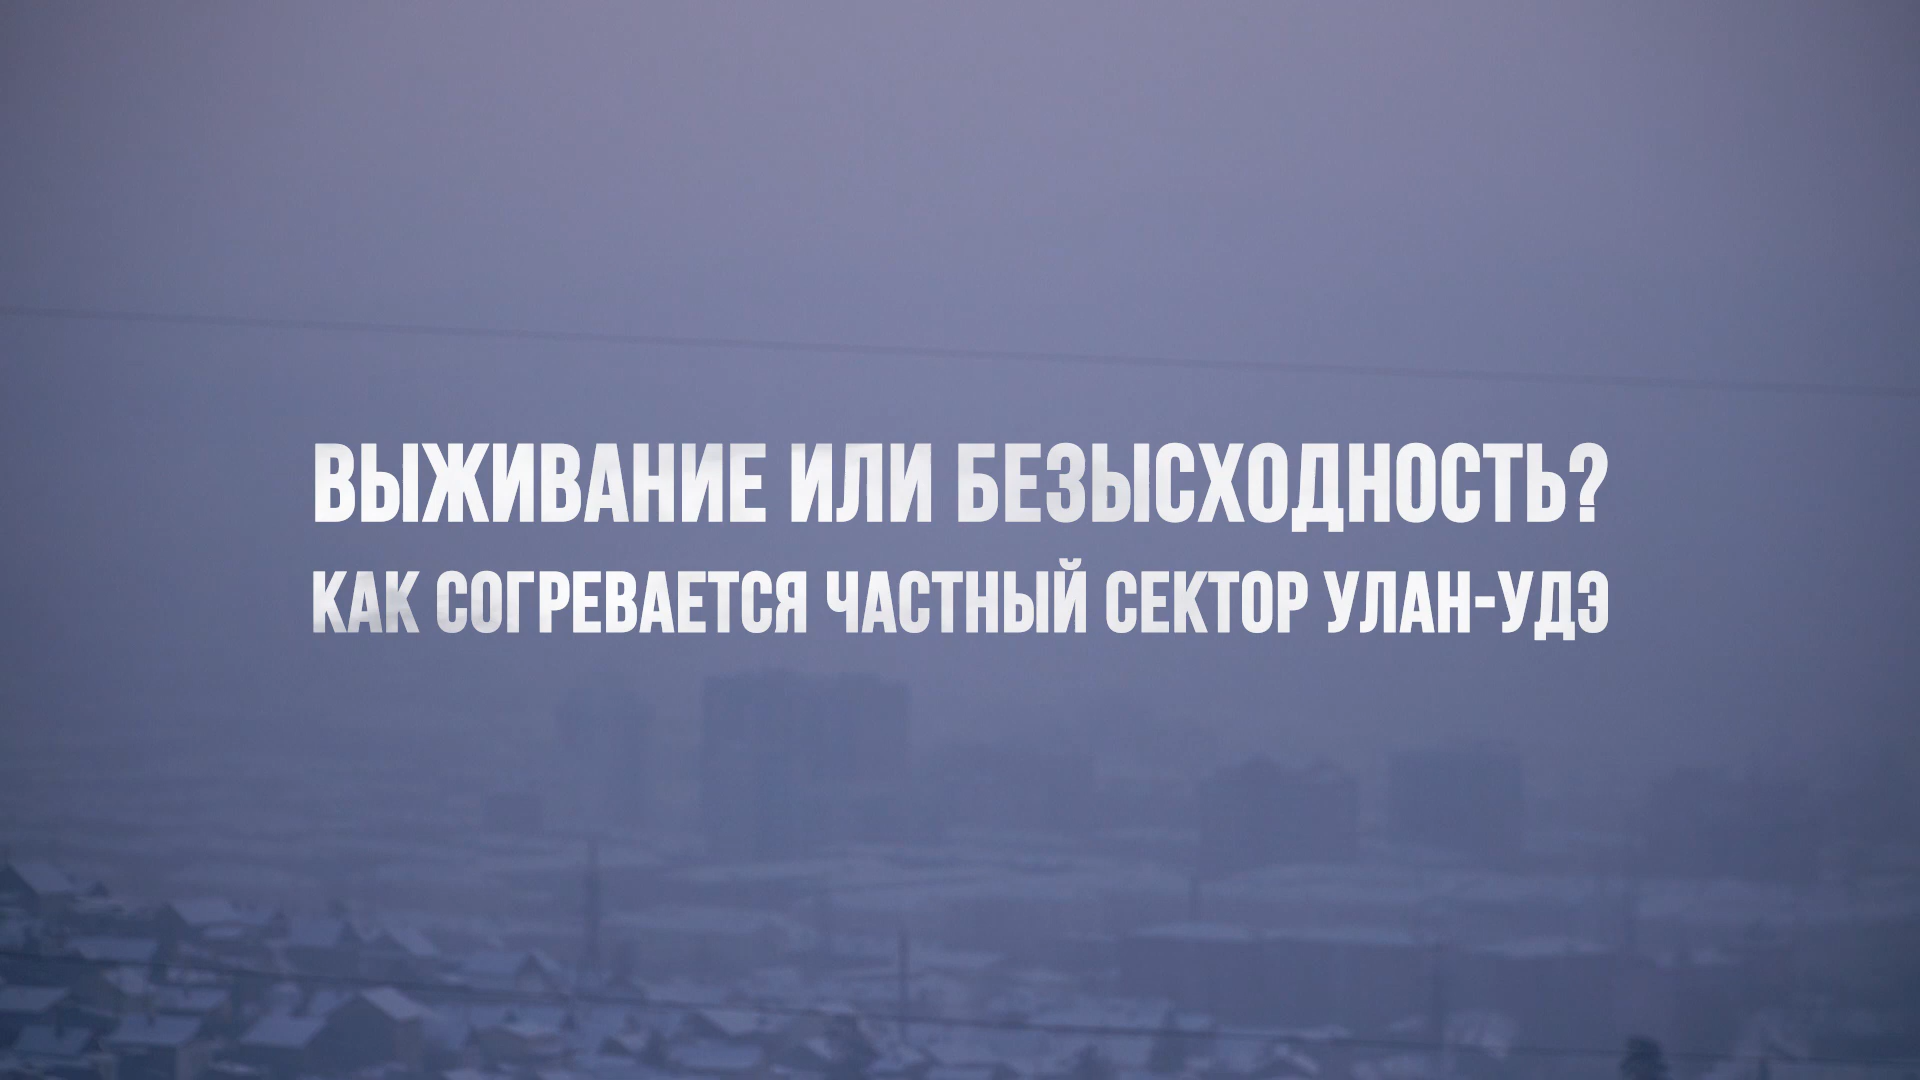 ВЫЖИВАНИЕ ИЛИ БЕЗЫСХОДНОСТЬ?
КАК СОГРЕВАЕТСЯ ЧАСТНЫЙ СЕКТОР УЛАН-УДЭ